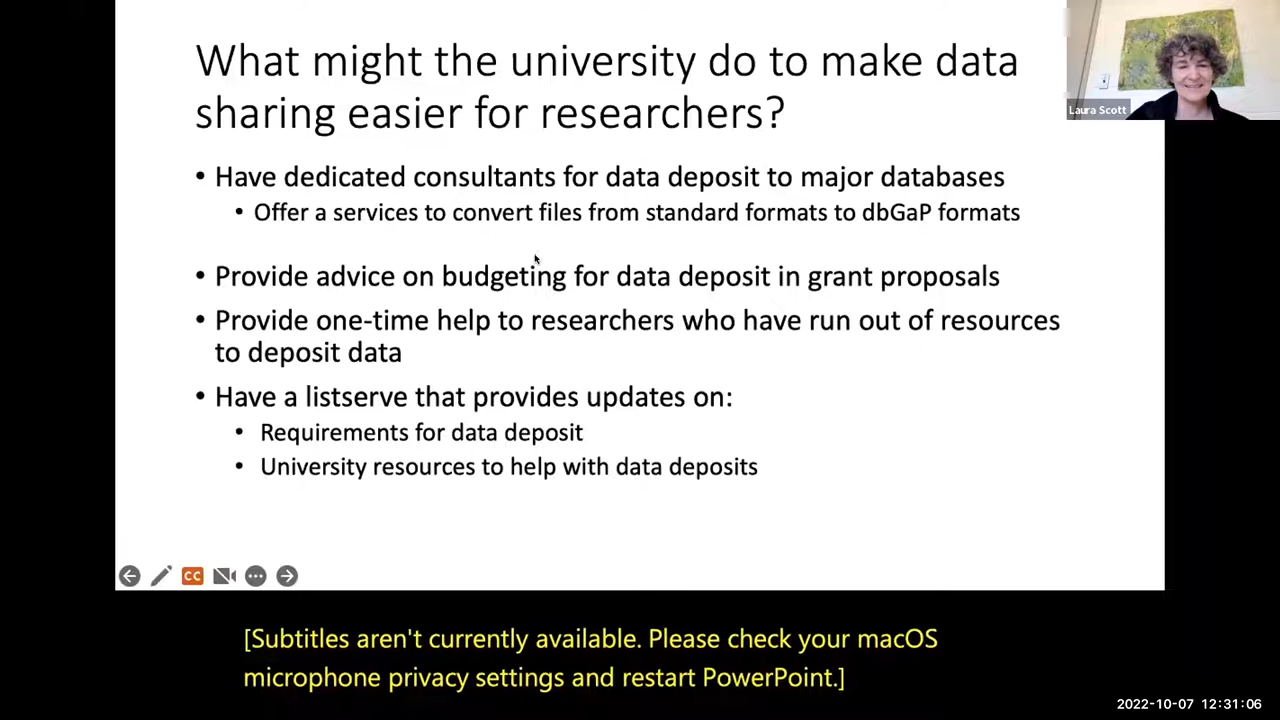 What might the university do to make data
sharing easier for researchers?
Laura Scott
• Have dedicated consultants for data deposit to major databases
• Offer a services to convert files from standard formats to dbGaP formats
• Provide advice on budgeting for data deposit in grant proposals
• Provide one-time help to researchers who have run out of resources
to deposit data
• Have a listserve that provides updates on:
• Requirements for data deposit
• University resources to help with data deposits
CC
[Subtitles aren't currently available. Please check your macOS
microphone privacy settings and restart PowerPoint.]
2022-10-07 12:31:06